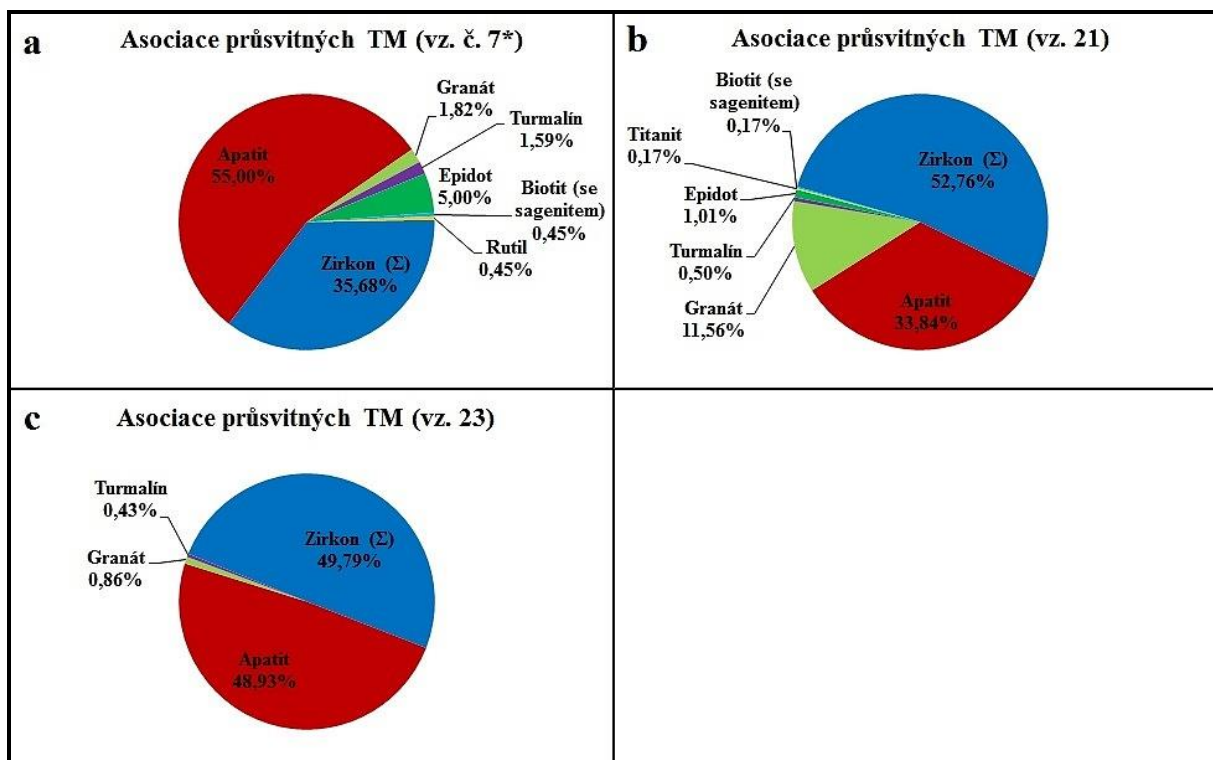 a
Asociace průsvitných TM (vz. č. 7*)
Granát
1,82%
Turmalín
1,59%
Apatit
55,00%
Epidot
5,00%
Biotit (se
sagenitem)
0,45%
Rutil
0,45%
Zirkon (Σ)
35,68%
b
Asociace průsvitných TM (vz. 21)
Biotit (se
sagenitem)
0,17%
Titanit
0,17%
Zirkon (Σ)
52,76%
Epidot
1,01%
Turmalín
0,50%
Granát
11,56%
Apatit
33,84%
c
Asociace průsvitných TM (vz. 23)
Turmalín
0,43%
Zirkon (Σ)
49,79%
Granát
0,86%
Apatit
48,93%